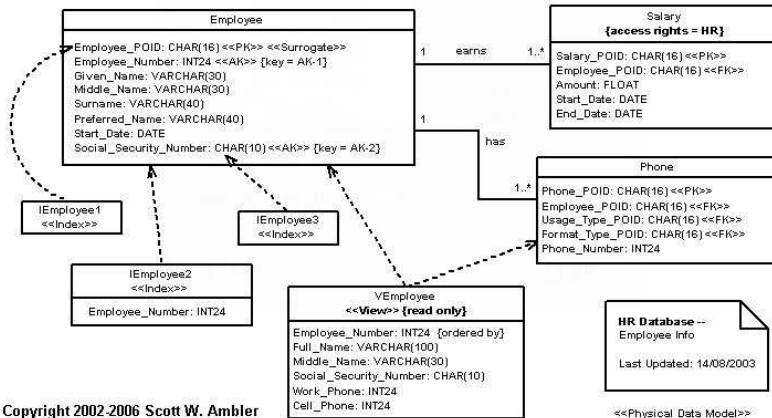 Employee
Employee_POID: CHAR(16) <<PK>> <<Surrogate>>
Employee_Number: INT24 <<AK>> {key = AK-1}
Given_Name: VARCHAR(30)
Middle_Name: VARCHAR(30)
Surname: VARCHAR(40)
Preferred_Name: VARCHAR(40)
Start_Date: DATE
Social_Security_Number: CHAR(10) <<AK>> {key = AK-2}
1 earns 1..*
Salary
{access rights = HR}
Salary_POID: CHAR(16) <<PK>>
Employee_POID: CHAR(16) <<FK>>
Amount: FLOAT
Start_Date: DATE
End_Date: DATE
1
has
1..*
Phone
Phone_POID: CHAR(16) <<PK>>
Employee_POID: CHAR(16) <<FK>>
Usage_Type_POID: CHAR(16) <<FK>>
Format_Type_POID: CHAR(16) <<FK>>
Phone_Number: INT24
IEmployee1
<<Index>>
IEmployee3
<<Index>>
IEmployee2
<<Index>>
Employee_Number: INT24
VEmployee
<<View>> {read only}
Employee_Number: INT24 {ordered by}
Full_Name: VARCHAR(100)
Middle_Name: VARCHAR(30)
Social_Security_Number: CHAR(10)
Work_Phone: INT24
Cell_Phone: INT24
HR Database --
Employee Info
Last Updated: 14/08/2003
Copyright 2002-2006 Scott W. Ambler
<<Physical Data Model>>